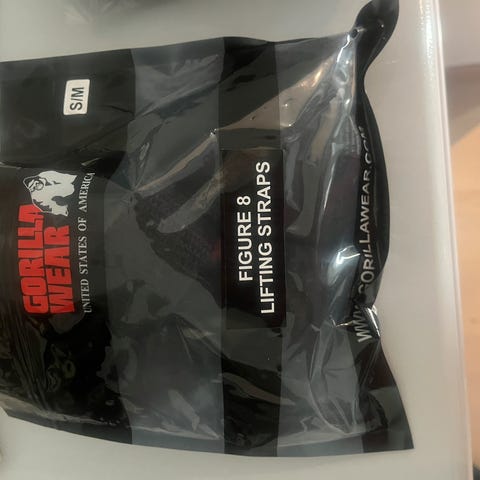 S/M
GORILLA
WEAR
UNITED STATES OF AMERICA
FIGURE 8
LIFTING STRAPS
WWW.GORILLAWEAR.COM